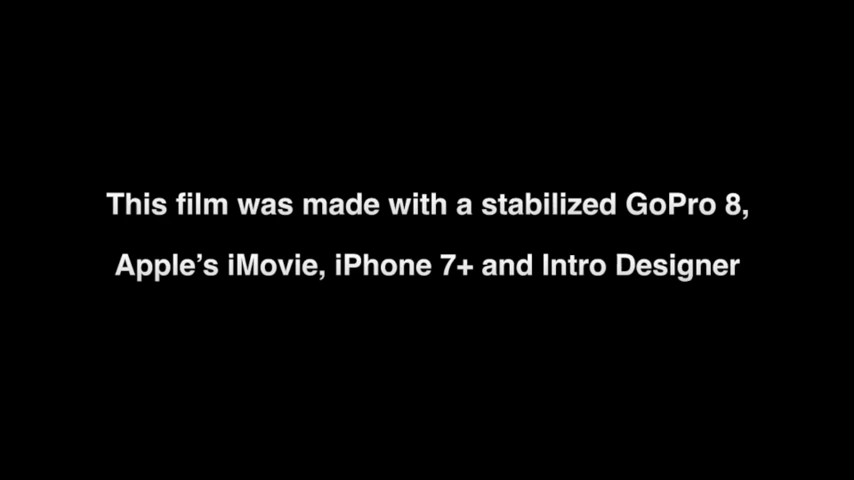 This film was made with a stabilized GoPro 8,
Apple’s iMovie, iPhone 7+ and Intro Designer